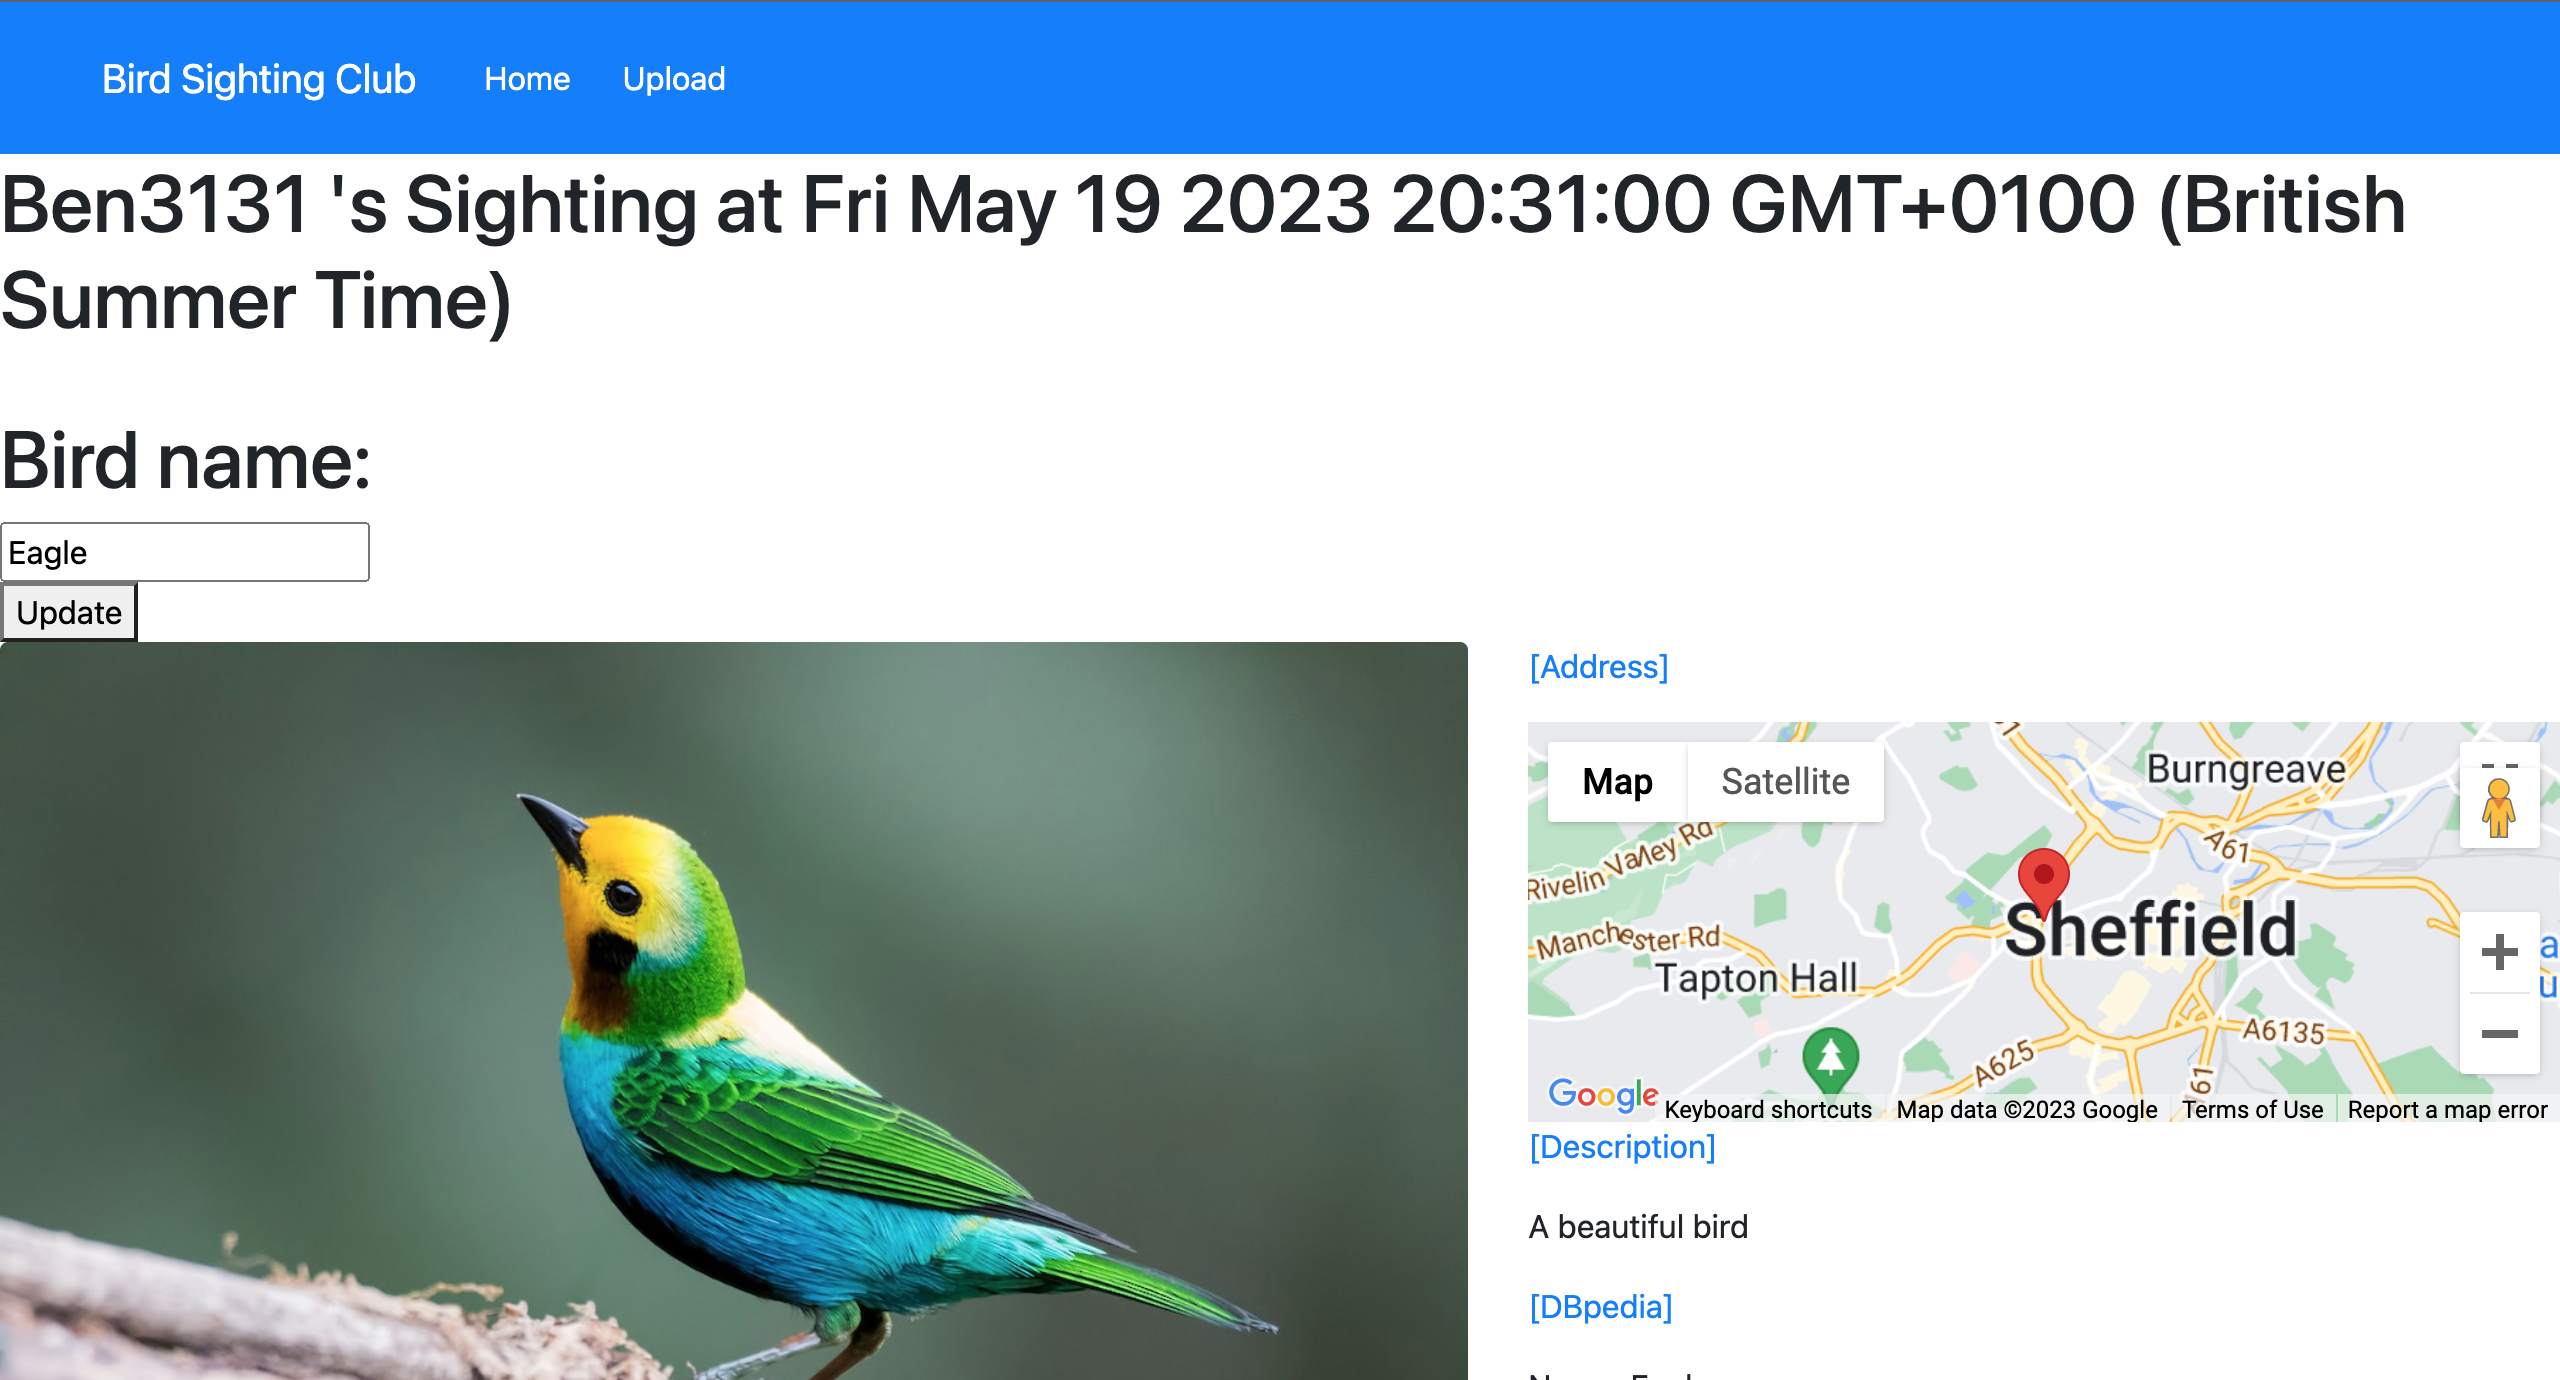 Bird Sighting Club Home Upload
Ben3131 's Sighting at Fri May 19 2023 20:31:00 GMT+0100 (British
Summer Time)
Bird name:
Eagle
Update
[Address]
Map Satellite
Burngreave
A61
Rivelin Valley Rd
Sheffield
Manchester Rd
Tapton Hall
A6135
A625
61
Google
Keyboard shortcuts Map data ©2023 Google Terms of Use Report a map error
[Description]
A beautiful bird
[DBpedia]